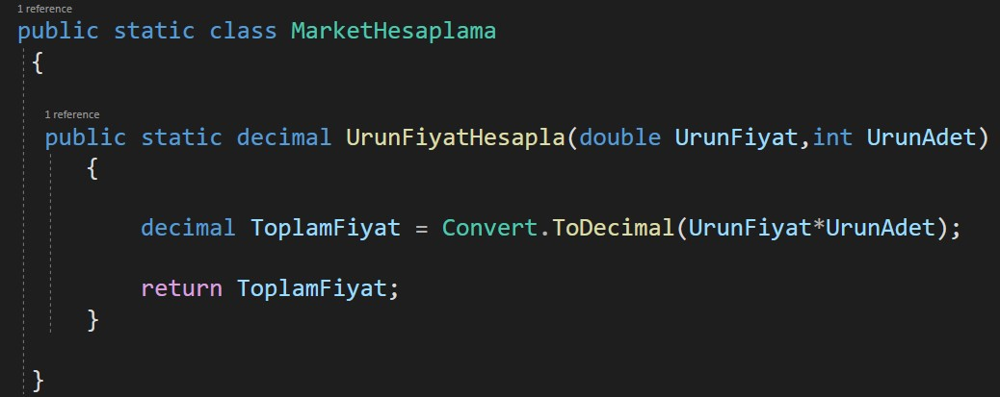 1 reference
public static class MarketHesaplama
{
1 reference
public static decimal UrunFiyatHesapla(double UrunFiyat,int UrunAdet)
{
decimal ToplamFiyat = Convert.ToDecimal(UrunFiyat*UrunAdet);
return ToplamFiyat;
}
}